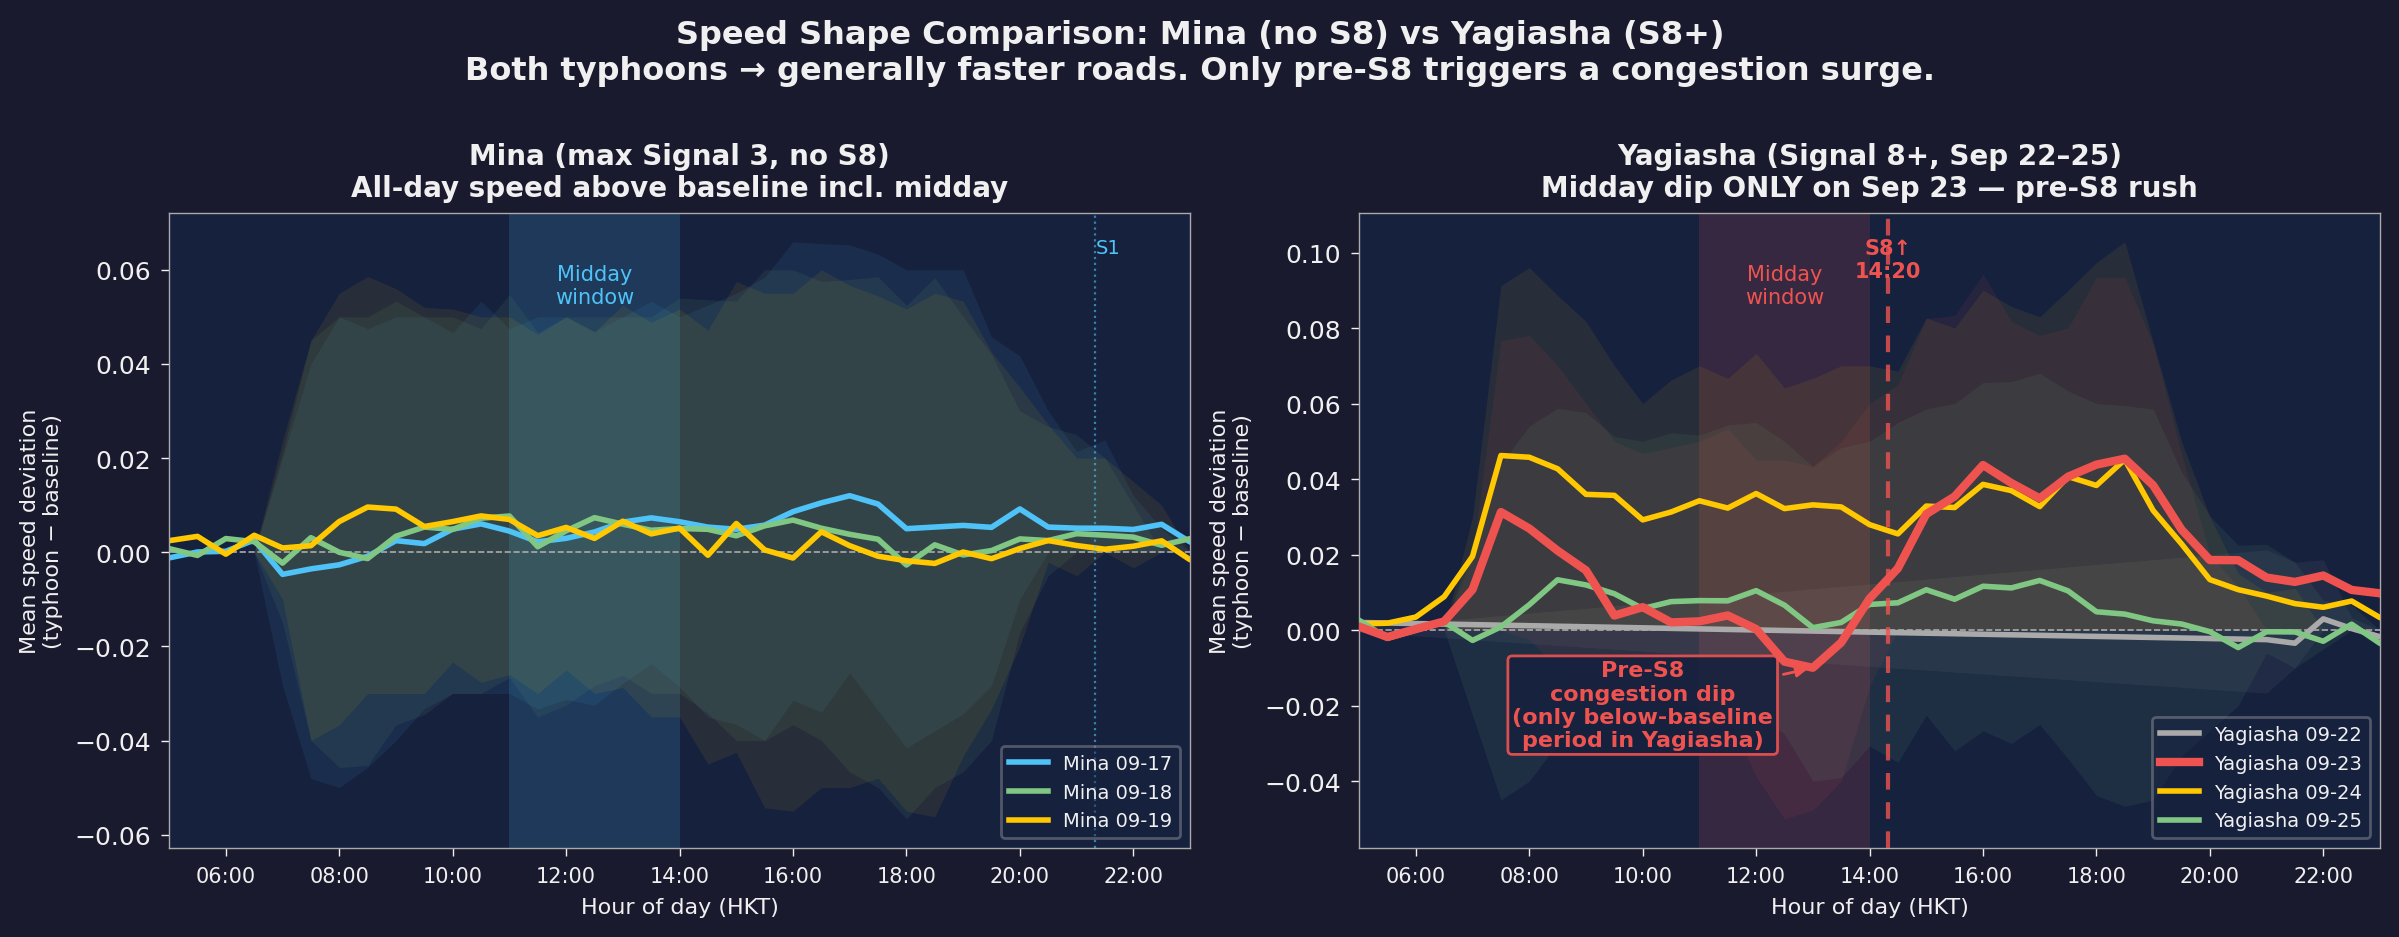 Speed Shape Comparison: Mina (no S8) vs Yagiasha (S8+)
Both typhoons → generally faster roads. Only pre-S8 triggers a congestion surge.
Mina (max Signal 3, no S8)
All-day speed above baseline incl. midday
Mean speed deviation
(typhoon — baseline)
0.06
0.04
0.02
0.00
−0.02
−0.04
−0.06
Midday
window
S1
Mina 09-17
Mina 09-18
Mina 09-19
06:00
08:00
10:00
12:00
14:00
16:00
18:00
20:00
22:00
Hour of day (HKT)
Yagiasha (Signal 8+, Sep 22–25)
Midday dip ONLY on Sep 23 — pre-S8 rush
Mean speed deviation
(typhoon — baseline)
0.10
0.08
0.06
0.04
0.02
0.00
−0.02
−0.04
Midday
window
S8↑
14:20
Pre-S8
congestion dip
(only below-baseline
period in Yagiasha)
Yagiasha 09-22
Yagiasha 09-23
Yagiasha 09-24
Yagiasha 09-25
06:00
08:00
10:00
12:00
14:00
16:00
18:00
20:00
22:00
Hour of day (HKT)